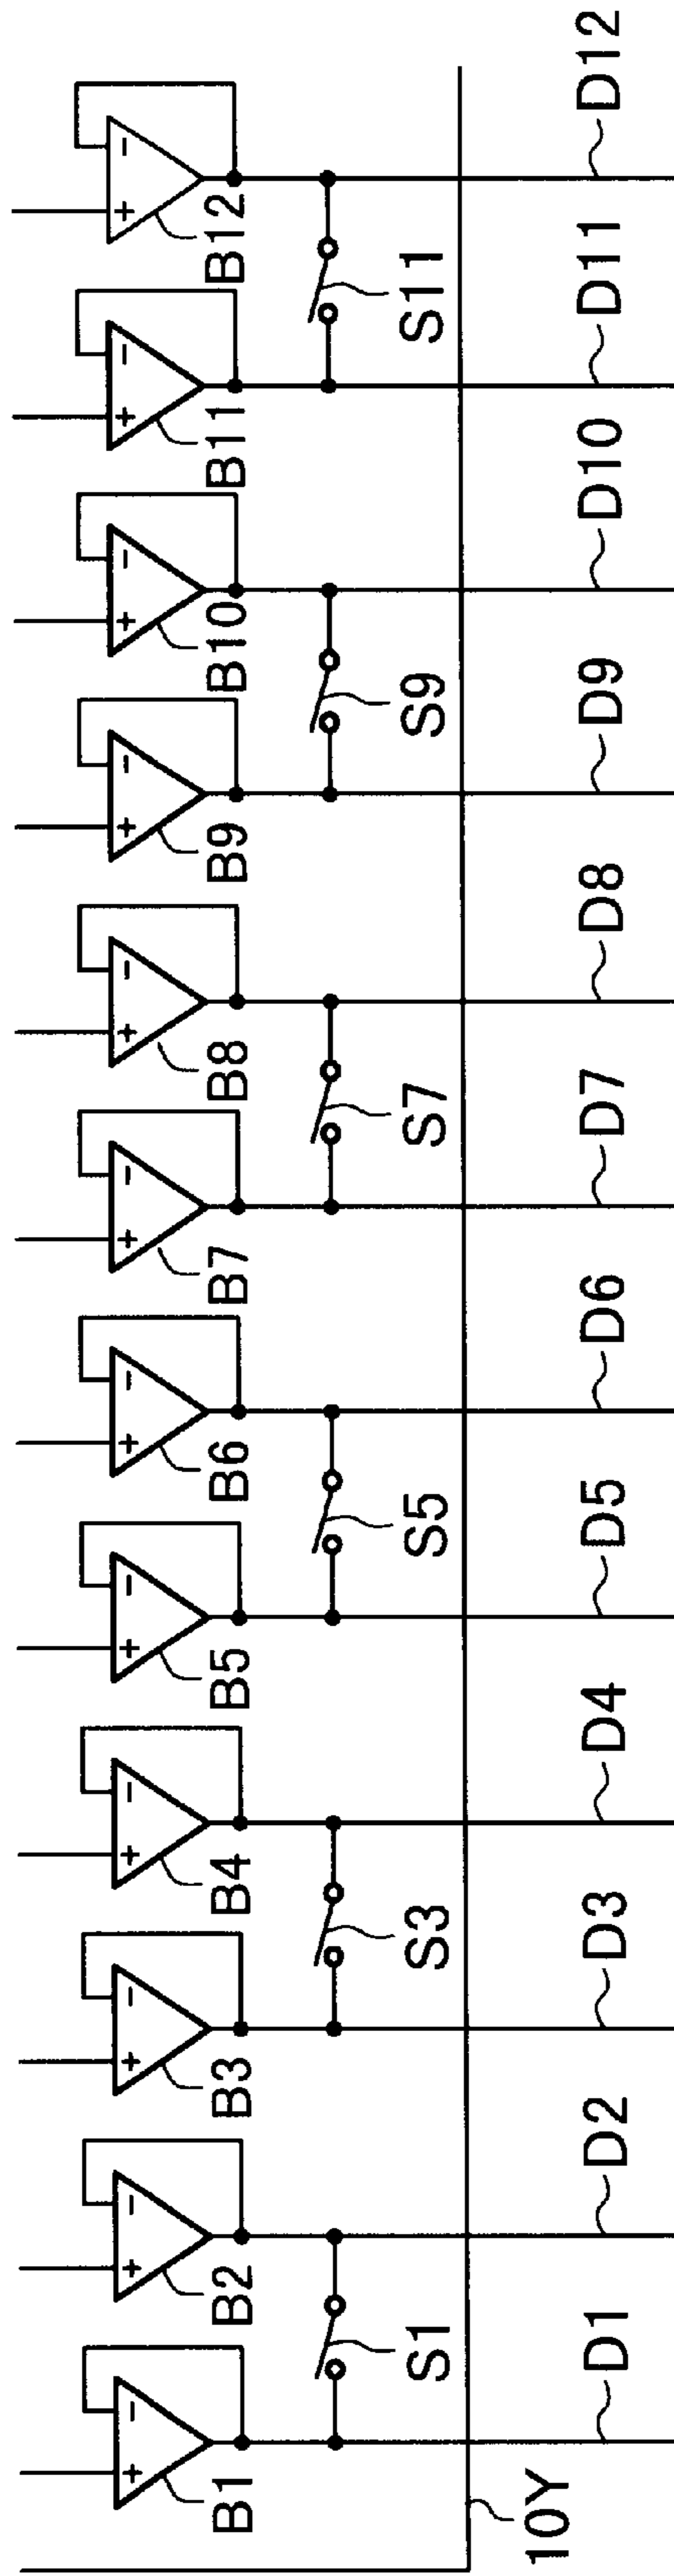 B1 B2 B3 B4 B5 B6 B7 B8 B9 B10 B11 B12
S1 S3 S5 S7 S9 S11
10Y
D1 D2 D3 D4 D5 D6 D7 D8 D9 D10 D11 D12